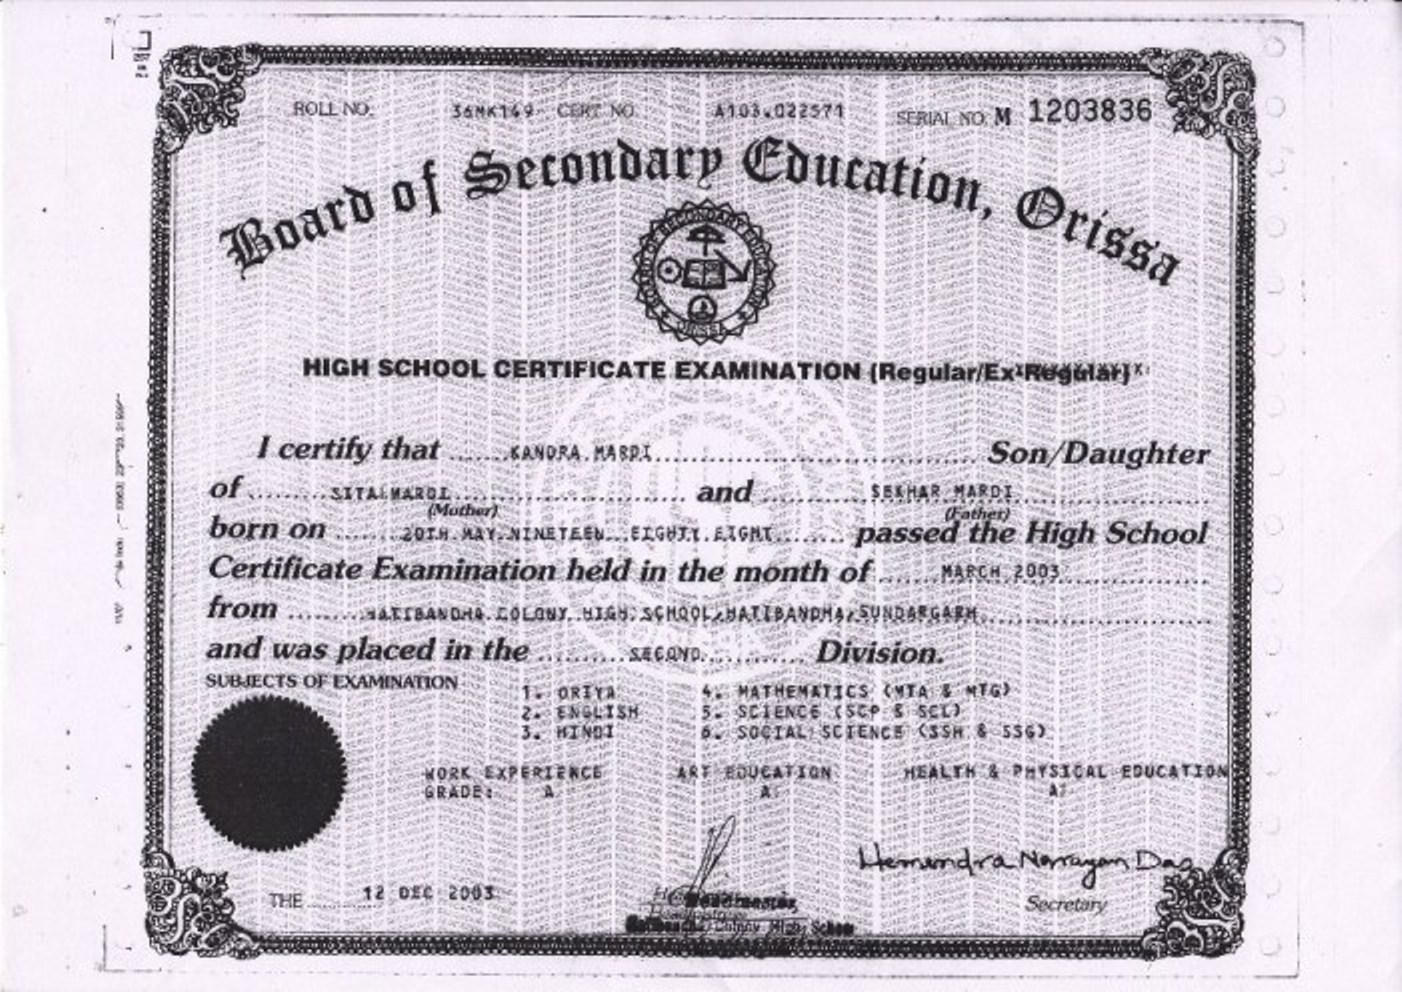 ROLL NO. 36MK149 CERT NO. A103.022571 SERIAL NO. M 1203836
Board of Secondary Education, Orissa
BOARD OF SECONDARY EDUCATION
ORISSA
HIGH SCHOOL CERTIFICATE EXAMINATION (Regular/Ex-Regular)
I certify that KANDRA MARDI Son/Daughter
of SITA MARDI and SEKHAR MARDI
(Mother) (Father)
born on 20TH MAY NINETEEN EIGHTY EIGHT passed the High School
Certificate Examination held in the month of MARCH 2003
from HATIBANDHA COLONY HIGH SCHOOL, HATIBANDHA, SUNDARGARH
and was placed in the SECOND Division.
SUBJECTS OF EXAMINATION
1. ORIYA 4. MATHEMATICS (MTA & MTG)
2. ENGLISH 5. SCIENCE (SCP & SCL)
3. HINDI 6. SOCIAL SCIENCE (SSH & SSG)
WORK EXPERIENCE ART EDUCATION HEALTH & PHYSICAL EDUCATION
GRADE: A A A
Hemendra Narayan Das
THE 12 DEC 2003 Headmaster Secretary
Colony High School